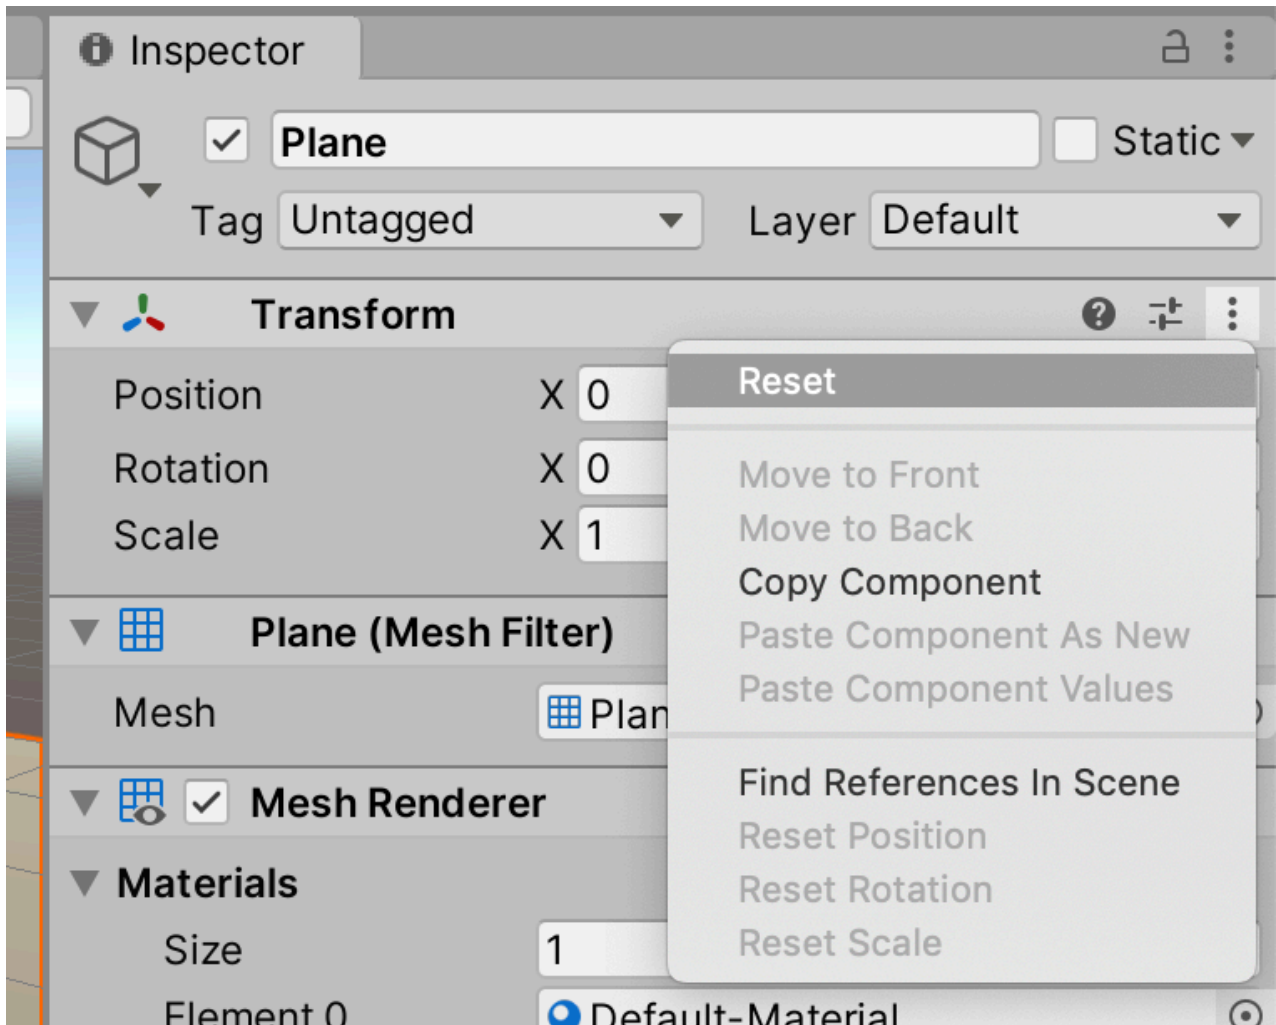 Inspector
Plane
Static
Tag Untagged Layer Default
Transform
Position X 0
Rotation X 0
Scale X 1
Reset
Move to Front
Move to Back
Copy Component
Paste Component As New
Paste Component Values
Find References In Scene
Reset Position
Reset Rotation
Reset Scale
Plane (Mesh Filter)
Mesh Plan
Mesh Renderer
Materials
Size 1
Element 0 Default-Material